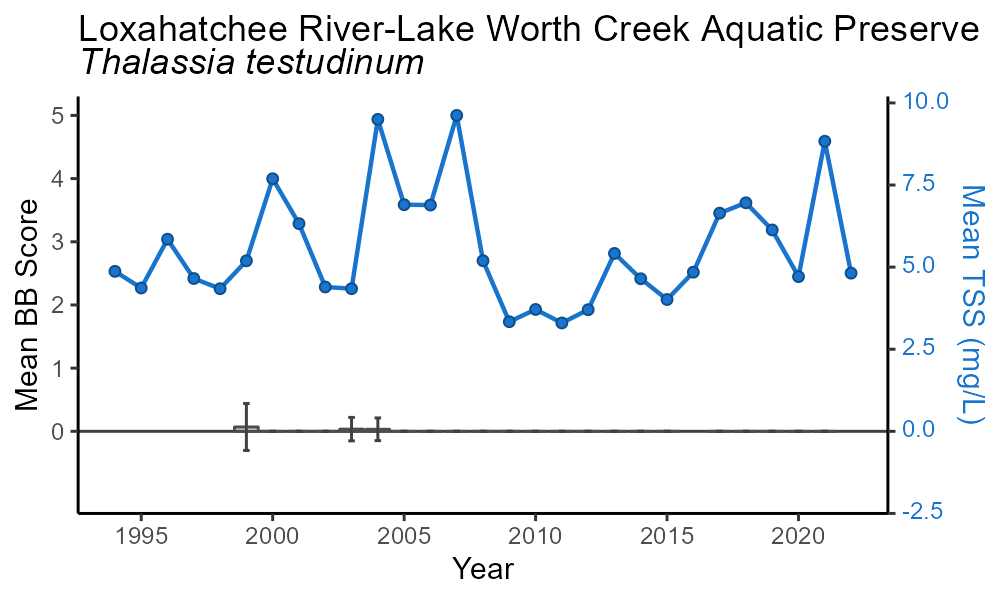 Loxahatchee River-Lake Worth Creek Aquatic Preserve
Thalassia testudinum
Mean BB Score
5
4
3
2
1
0
10.0
7.5
5.0
2.5
0.0
-2.5
Mean TSS (mg/L)
1995 2000 2005 2010 2015 2020
Year